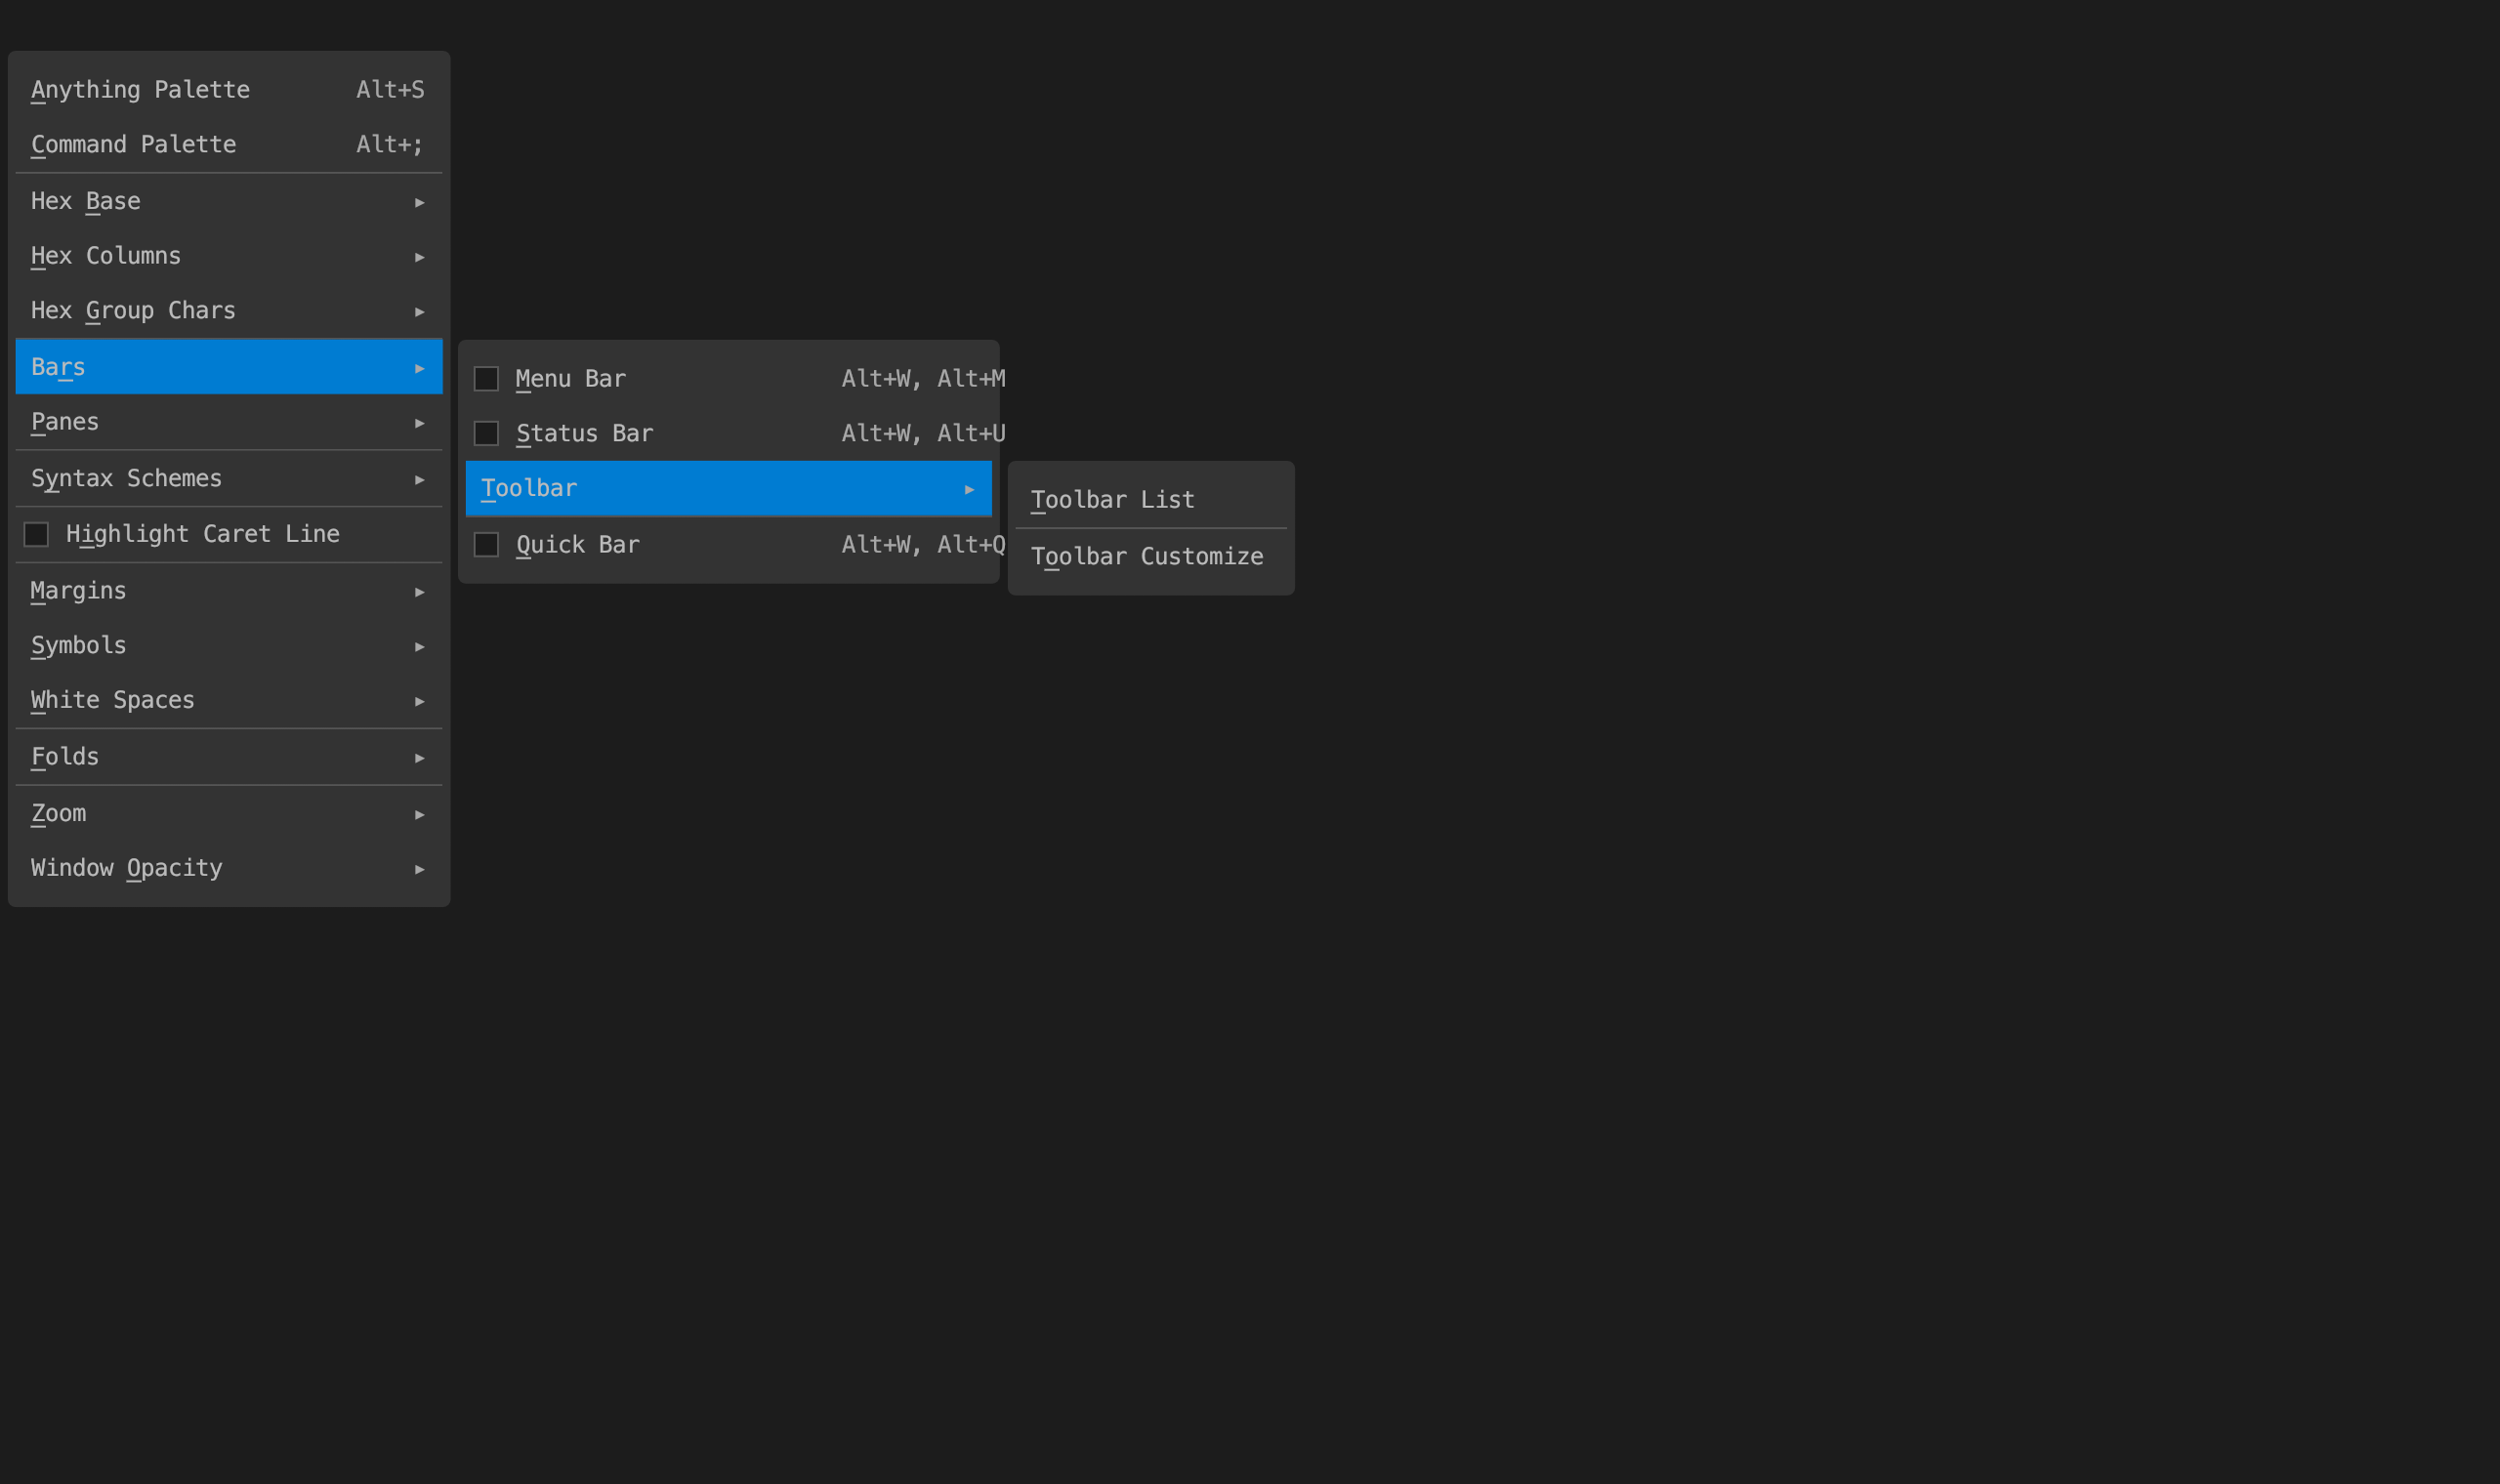 Anything Palette Alt+S
Command Palette Alt+;
Hex Base ▸
Hex Columns ▸
Hex Group Chars ▸
Bars ▸
Panes ▸
Syntax Schemes ▸
Highlight Caret Line
Margins ▸
Symbols ▸
White Spaces ▸
Folds ▸
Zoom ▸
Window Opacity ▸
Menu Bar Alt+W, Alt+M
Status Bar Alt+W, Alt+U
Toolbar ▸
Quick Bar Alt+W, Alt+Q
Toolbar List
Toolbar Customize